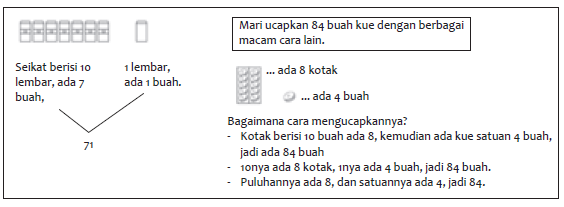 Seikat berisi 10
lembar, ada 7
buah,
1 lembar,
ada 1 buah.
71
Mari ucapkan 84 buah kue dengan berbagai
macam cara lain.
... ada 8 kotak
... ada 4 buah
Bagaimana cara mengucapkannya?
- Kotak berisi 10 buah ada 8, kemudian ada kue satuan 4 buah,
jadi ada 84 buah
- 10nya ada 8 kotak, 1nya ada 4 buah, jadi 84 buah.
- Puluhannya ada 8, dan satuannya ada 4, jadi 84.